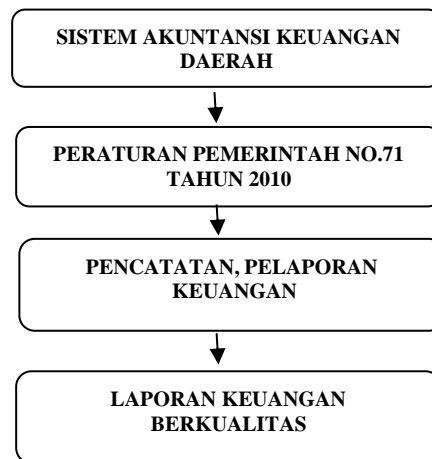 SISTEM AKUNTANSI KEUANGAN
DAERAH
PERATURAN PEMERINTAH NO.71
TAHUN 2010
PENCATATAN, PELAPORAN
KEUANGAN
LAPORAN KEUANGAN
BERKUALITAS